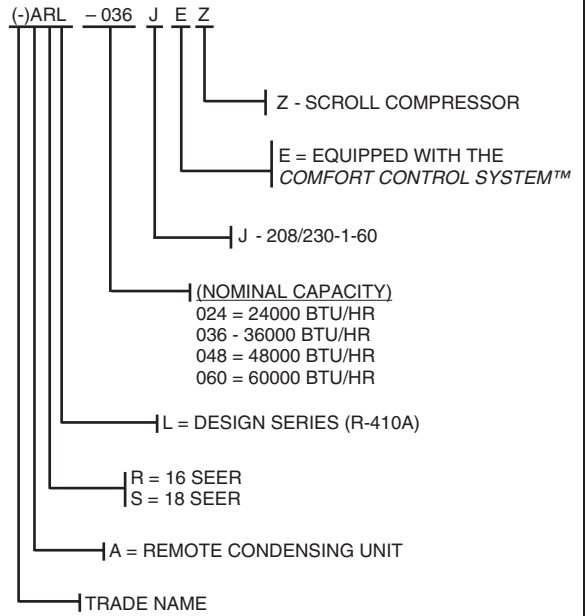 (-)ARL – 036 J E Z
Z - SCROLL COMPRESSOR
E = EQUIPPED WITH THE
COMFORT CONTROL SYSTEM™
J - 208/230-1-60
(NOMINAL CAPACITY)
024 = 24000 BTU/HR
036 - 36000 BTU/HR
048 = 48000 BTU/HR
060 = 60000 BTU/HR
L = DESIGN SERIES (R-410A)
R = 16 SEER
S = 18 SEER
A = REMOTE CONDENSING UNIT
TRADE NAME